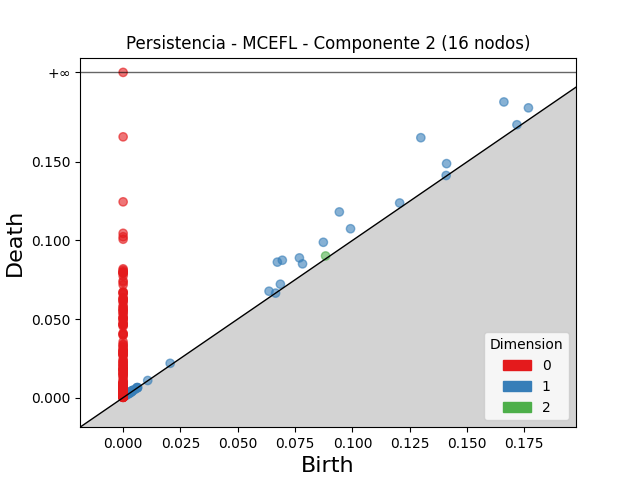 Persistencia - MCEFL - Componente 2 (16 nodos)
+∞
0.150
0.100
0.050
0.000
Death
0.000 0.025 0.050 0.075 0.100 0.125 0.150 0.175
Birth
Dimension
0
1
2